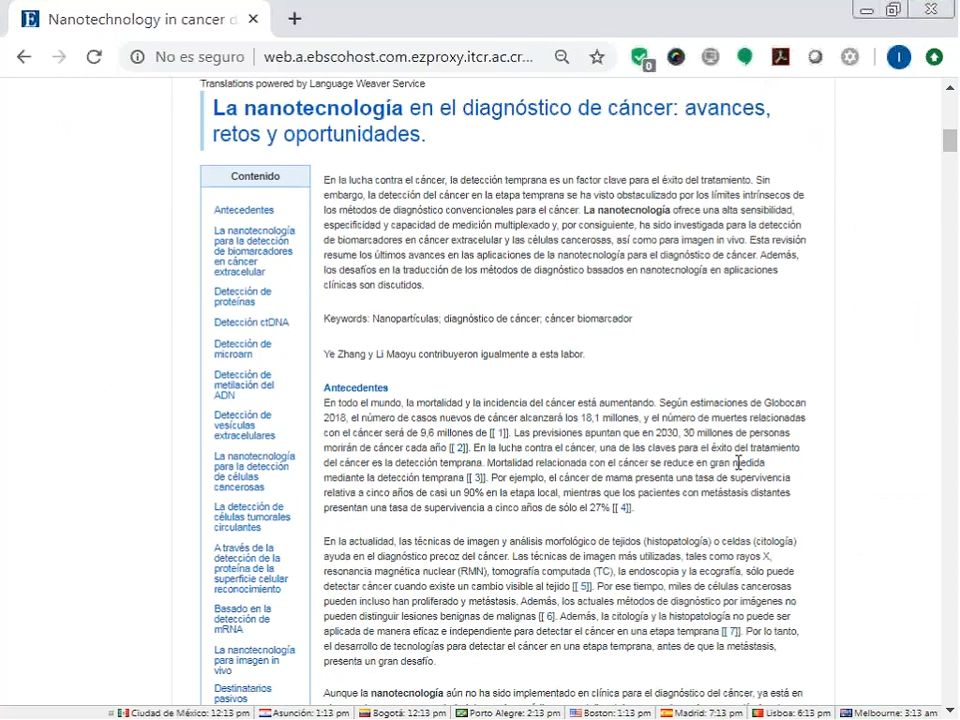 Nanotechnology in cancer d
No es seguro
web.a.ebscohost.com.ezproxy.itcr.ac.cr...
0
I
Translations powered by Language Weaver Service
La nanotecnología en el diagnóstico de cáncer: avances,
retos y oportunidades.
Contenido
Antecedentes
La nanotecnología
para la detección
de biomarcadores
en cáncer
extracelular
Detección de
proteínas
Detección ctDNA
Detección de
microarn
Detección de
metilación del
ADN
Detección de
vesículas
extracelulares
La nanotecnología
para la detección
de células
cancerosas
La detección de
células tumorales
circulantes
A través de la
detección de la
proteína de la
superficie celular
reconocimiento
Basado en la
detección de
mRNA
La nanotecnología
para imagen in
vivo
Destinatarios
pasivos
En la lucha contra el cáncer, la detección temprana es un factor clave para el éxito del tratamiento. Sin
embargo, la detección del cáncer en la etapa temprana se ha visto obstaculizado por los límites intrínsecos de
los métodos de diagnóstico convencionales para el cáncer. La nanotecnología ofrece una alta sensibilidad,
especificidad y capacidad de medición multiplexado y, por consiguiente, ha sido investigada para la detección
de biomarcadores en cáncer extracelular y las células cancerosas, así como para imagen in vivo. Esta revisión
resume los últimos avances en las aplicaciones de la nanotecnología para el diagnóstico de cáncer. Además,
los desafíos en la traducción de los métodos de diagnóstico basados en nanotecnología en aplicaciones
clínicas son discutidos.
Keywords: Nanopartículas; diagnóstico de cáncer; cáncer biomarcador
Ye Zhang y Li Maoyu contribuyeron igualmente a esta labor.
Antecedentes
En todo el mundo, la mortalidad y la incidencia del cáncer está aumentando. Según estimaciones de Globocan
2018, el número de casos nuevos de cáncer alcanzará los 18,1 millones, y el número de muertes relacionadas
con el cáncer será de 9,6 millones de [[ 1]]. Las previsiones apuntan que en 2030, 30 millones de personas
morirán de cáncer cada año [[ 2]]. En la lucha contra el cáncer, una de las claves para el éxito del tratamiento
del cáncer es la detección temprana. Mortalidad relacionada con el cáncer se reduce en gran medida
mediante la detección temprana [[ 3]]. Por ejemplo, el cáncer de mama presenta una tasa de supervivencia
relativa a cinco años de casi un 90% en la etapa local, mientras que los pacientes con metástasis distantes
presentan una tasa de supervivencia a cinco años de sólo el 27% [[ 4]].
En la actualidad, las técnicas de imagen y análisis morfológico de tejidos (histopatología) o celdas (citología)
ayuda en el diagnóstico precoz del cáncer. Las técnicas de imagen más utilizadas, tales como rayos X,
resonancia magnética nuclear (RMN), tomografía computada (TC), la endoscopia y la ecografía, sólo puede
detectar cáncer cuando existe un cambio visible al tejido [[ 5]]. Por ese tiempo, miles de células cancerosas
pueden incluso han proliferado y metástasis. Además, los actuales métodos de diagnóstico por imágenes no
pueden distinguir lesiones benignas de malignas [[ 6]. Además, la citología y la histopatología no puede ser
aplicada de manera eficaz e independiente para detectar el cáncer en una etapa temprana [[ 7]]. Por lo tanto,
el desarrollo de tecnologías para detectar el cáncer en una etapa temprana, antes de que la metástasis,
presenta un gran desafío.
Aunque la nanotecnología aún no ha sido implementado en clínica para el diagnóstico del cáncer, ya está en
Ciudad de México: 12:13 pm Asunción: 1:13 pm Bogotá: 12:13 pm Porto Alegre: 2:13 pm Boston: 1:13 pm Madrid: 7:13 pm Lisboa: 6:13 pm Melbourne: 3:13 am